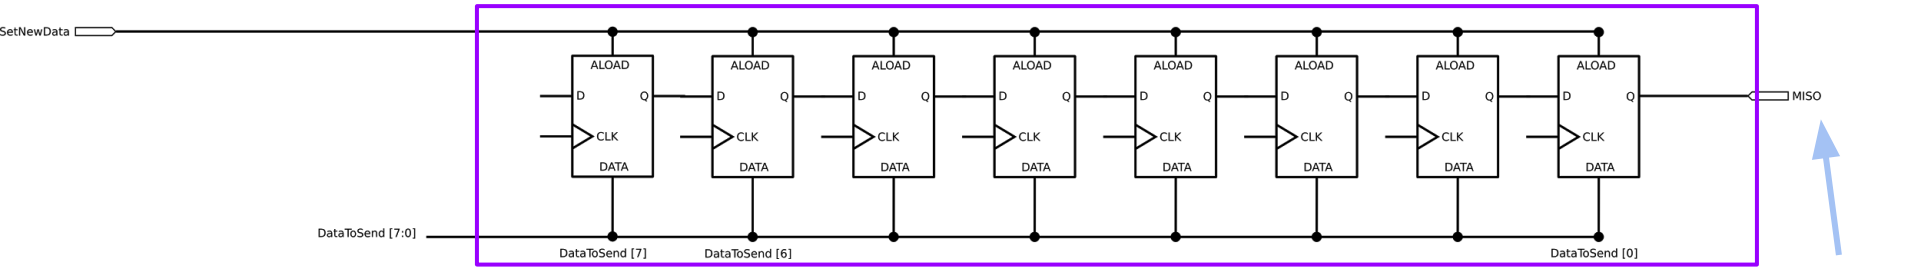 SetNewData
ALOAD ALOAD ALOAD ALOAD ALOAD ALOAD ALOAD ALOAD
D Q D Q D Q D Q D Q D Q D Q D Q MISO
CLK CLK CLK CLK CLK CLK CLK CLK
DATA DATA DATA DATA DATA DATA DATA DATA
DataToSend [7:0]
DataToSend [7] DataToSend [6] DataToSend [0]